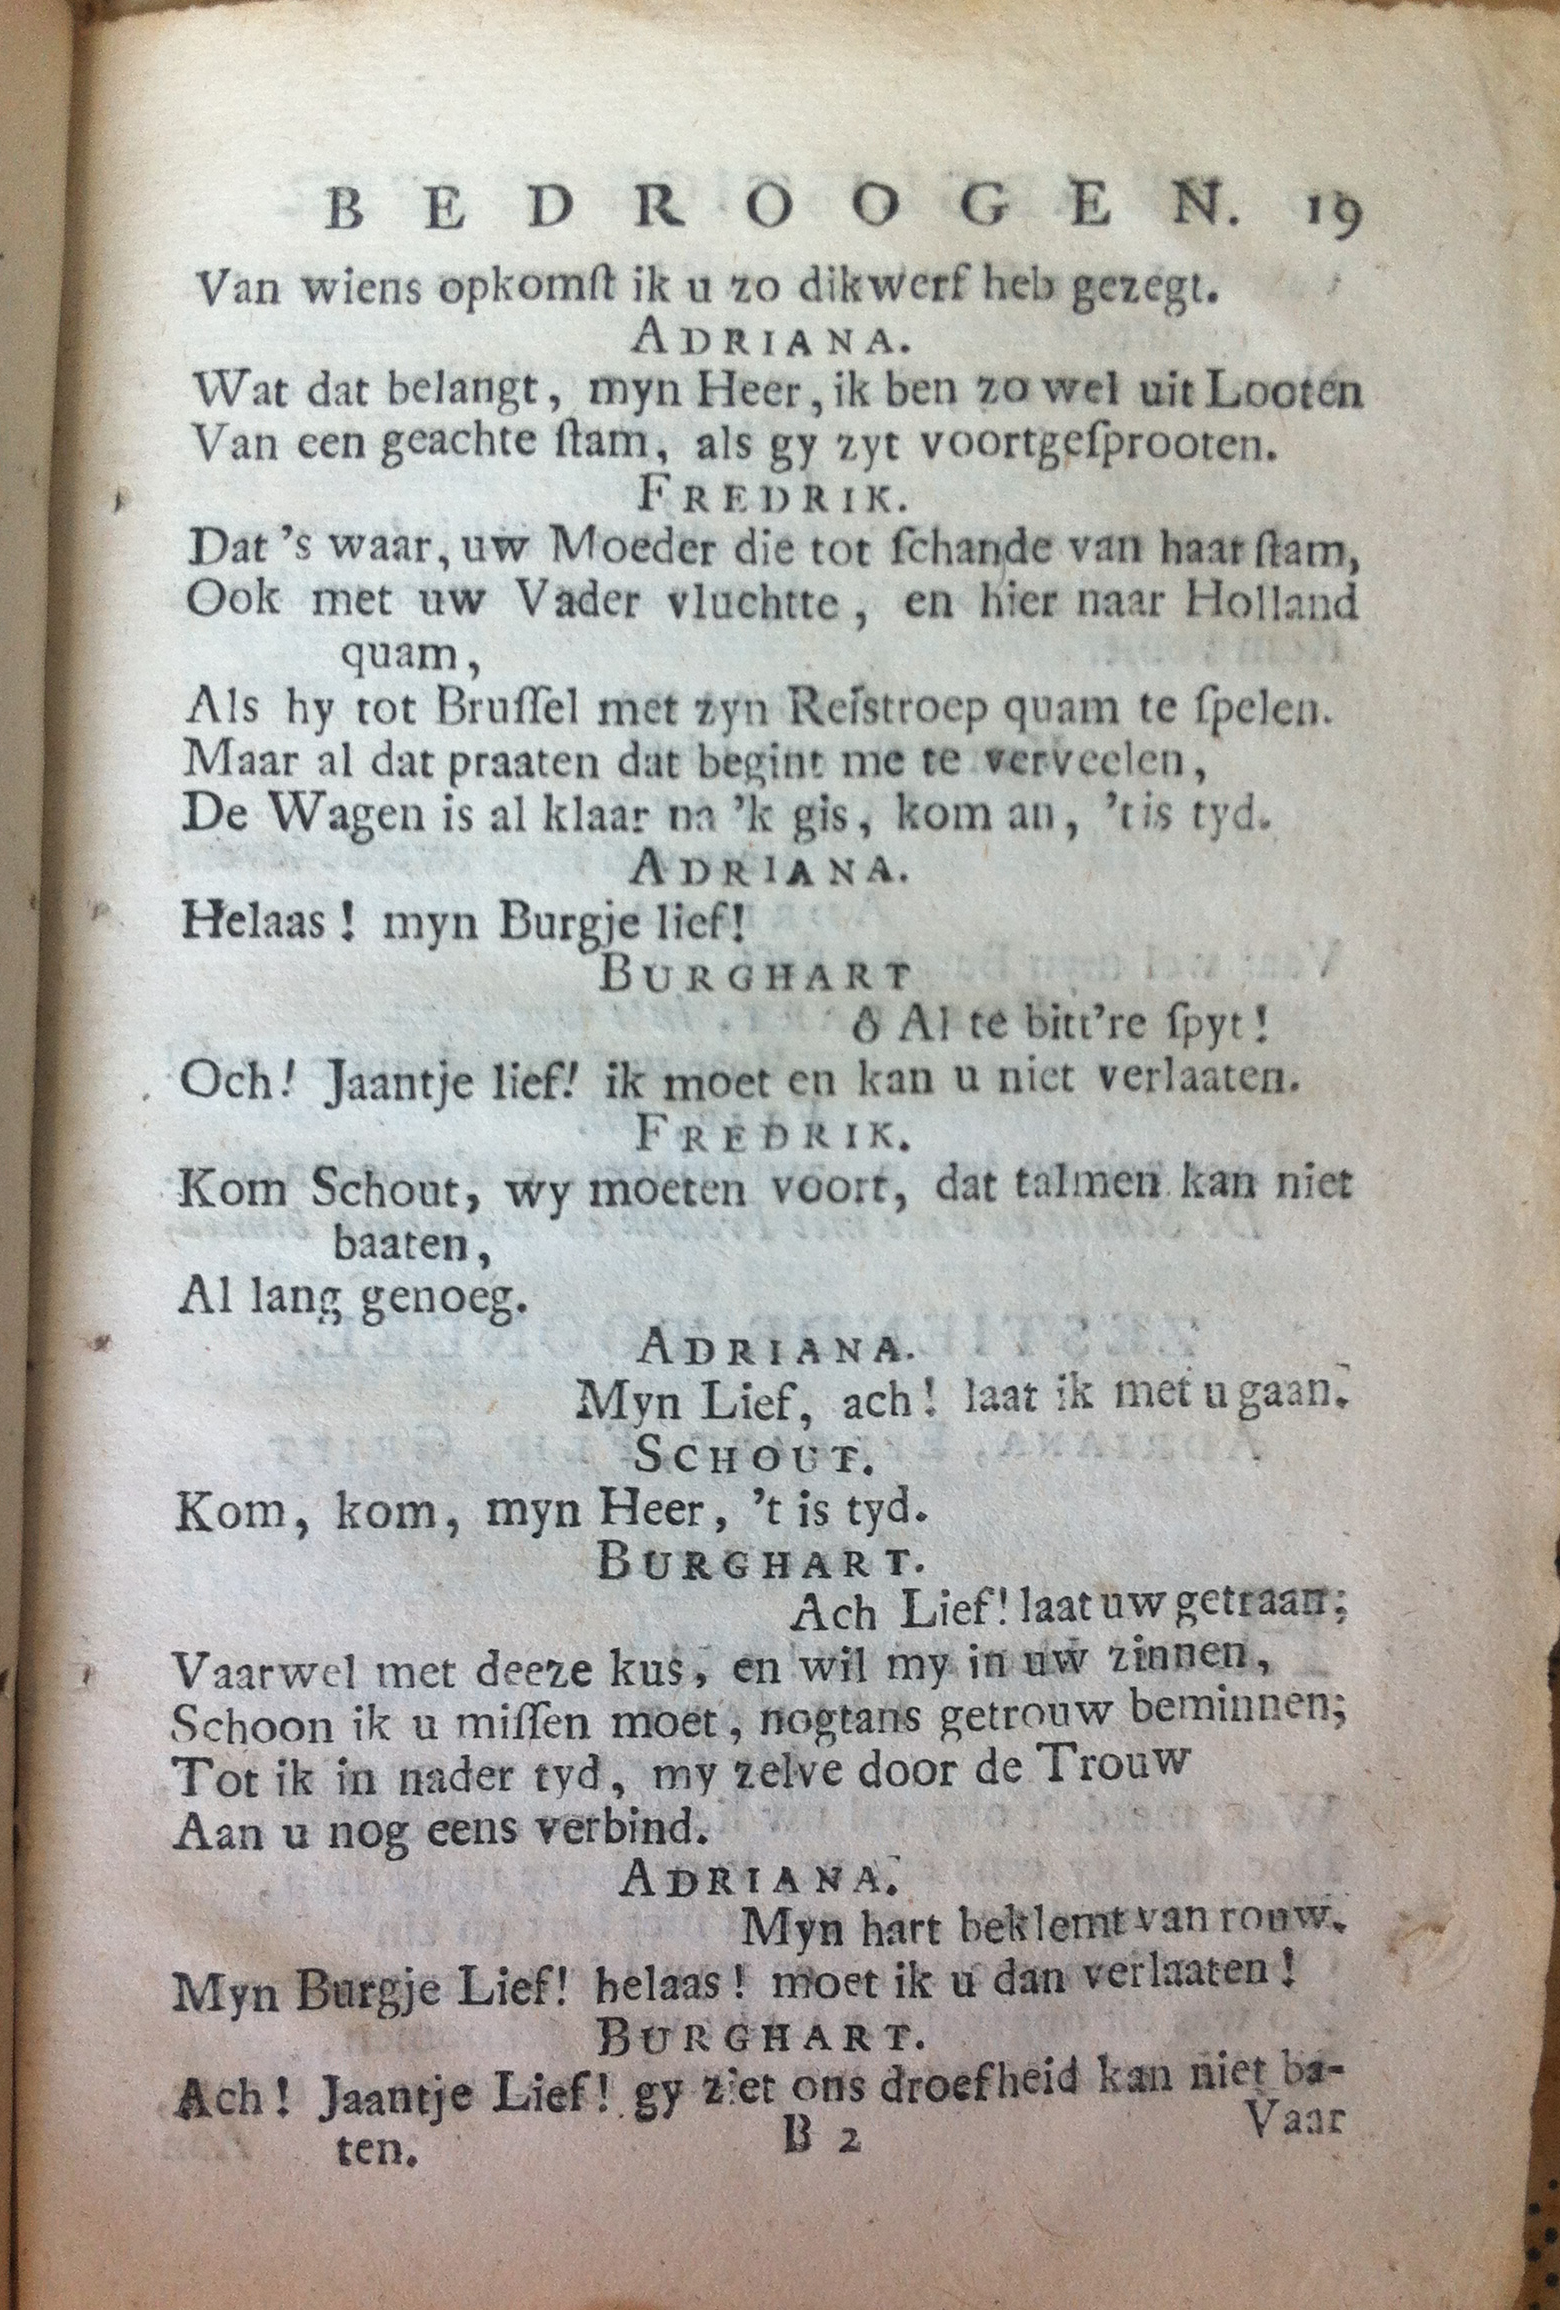 BEDROOGEN. 19
Van wiens opkomſt ik u zo dikwerf heb gezegt.
ADRIANA.
Wat dat belangt, myn Heer, ik ben zo wel uit Looten
Van een geachte ſtam, als gy zyt voortgeſprooten.
FREDRIK.
Dat 's waar, uw Moeder die tot ſchande van haar ſtam,
Ook met uw Vader vluchtte, en hier naar Holland
quam,
Als hy tot Bruſſel met zyn Reiſtroep quam te ſpelen.
Maar al dat praaten dat begint me te verveelen,
De Wagen is al klaar na 'k gis, kom an, 't is tyd.
ADRIANA.
Helaas! myn Burgje lief!
BURGHART
ô Al te bitt're ſpyt!
Och! Jaantje lief! ik moet en kan u niet verlaaten.
FREDRIK.
Kom Schout, wy moeten voort, dat talmen kan niet
baaten,
Al lang genoeg.
ADRIANA.
Myn Lief, ach! laat ik met u gaan.
SCHOUT.
Kom, kom, myn Heer, 't is tyd.
BURGHART.
Ach Lief! laat uw getraan;
Vaarwel met deeze kus, en wil my in uw zinnen,
Schoon ik u miſſen moet, nogtans getrouw beminnen;
Tot ik in nader tyd, my zelve door de Trouw
Aan u nog eens verbind.
ADRIANA.
Myn hart beklemt van rouw.
Myn Burgje Lief! helaas! moet ik u dan verlaaten!
BURGHART.
Ach! Jaantje Lief! gy ziet ons droefheid kan niet ba-
ten. B 2 Vaar